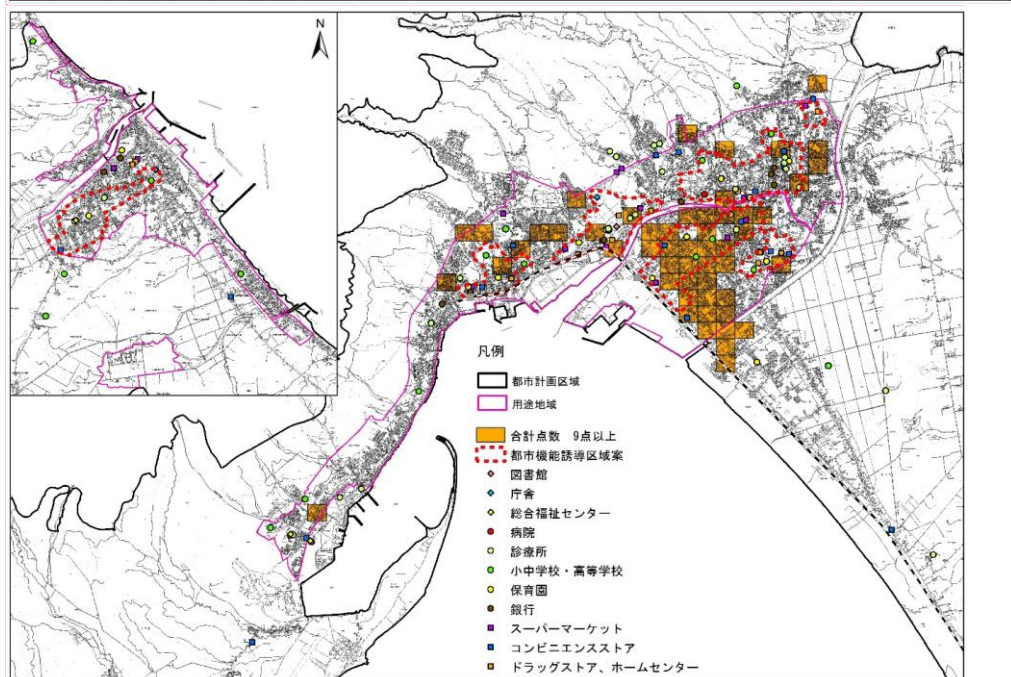 N
凡例
都市計画区域
用途地域
合計点数 9点以上
都市機能誘導区域案
図書館
庁舎
総合福祉センター
病院
診療所
小中学校・高等学校
保育園
銀行
スーパーマーケット
コンビニエンスストア
ドラッグストア、ホームセンター